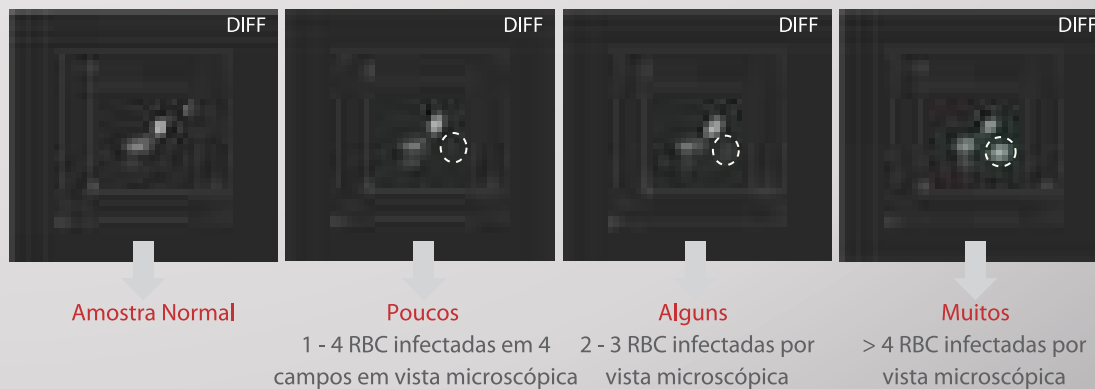 DIFF
DIFF
DIFF
DIFF
Amostra Normal
Poucos
1 - 4 RBC infectadas em 4
campos em vista microscópica
Alguns
2 - 3 RBC infectadas por
vista microscópica
Muitos
> 4 RBC infectadas por
vista microscópica